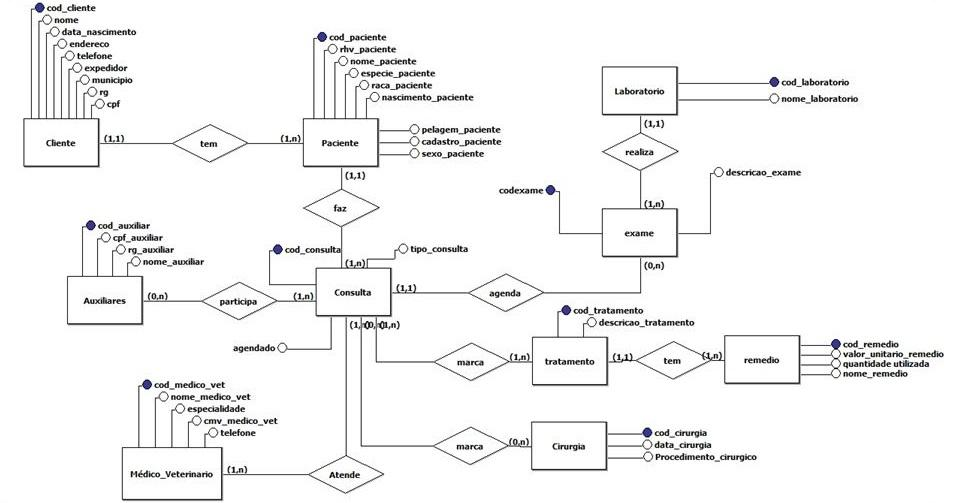 cod_cliente
nome
data_nascimento
endereco
telefone
expedidor
municipio
rg
cpf
Cliente
(1,1)
tem
(1,n)
cod_paciente
rhv_paciente
nome_paciente
especie_paciente
raca_paciente
nascimento_paciente
Paciente
pelagem_paciente
cadastro_paciente
sexo_paciente
(1,1)
faz
(1,n)
Laboratorio
cod_laboratorio
nome_laboratorio
(1,1)
realiza
(1,n)
codexame
descricao_exame
exame
(0,n)
cod_auxiliar
cpf_auxiliar
rg_auxiliar
nome_auxiliar
Auxiliares
(0,n)
participa
(1,n)
cod_consulta
tipo_consulta
Consulta
(1,1)
agenda
agendado
(1,n)
(0,n)
(1,n)
cod_tratamento
descricao_tratamento
marca
(1,n)
tratamento
(1,1)
tem
(1,n)
remedio
cod_remedio
valor_unitario_remedio
quantidade utilizada
nome_remedio
cod_medico_vet
nome_medico_vet
especialidade
cmv_medico_vet
telefone
Médico_Veterinario
(1,n)
Atende
marca
(0,n)
Cirurgia
cod_cirurgia
data_cirurgia
Procedimento_cirurgico